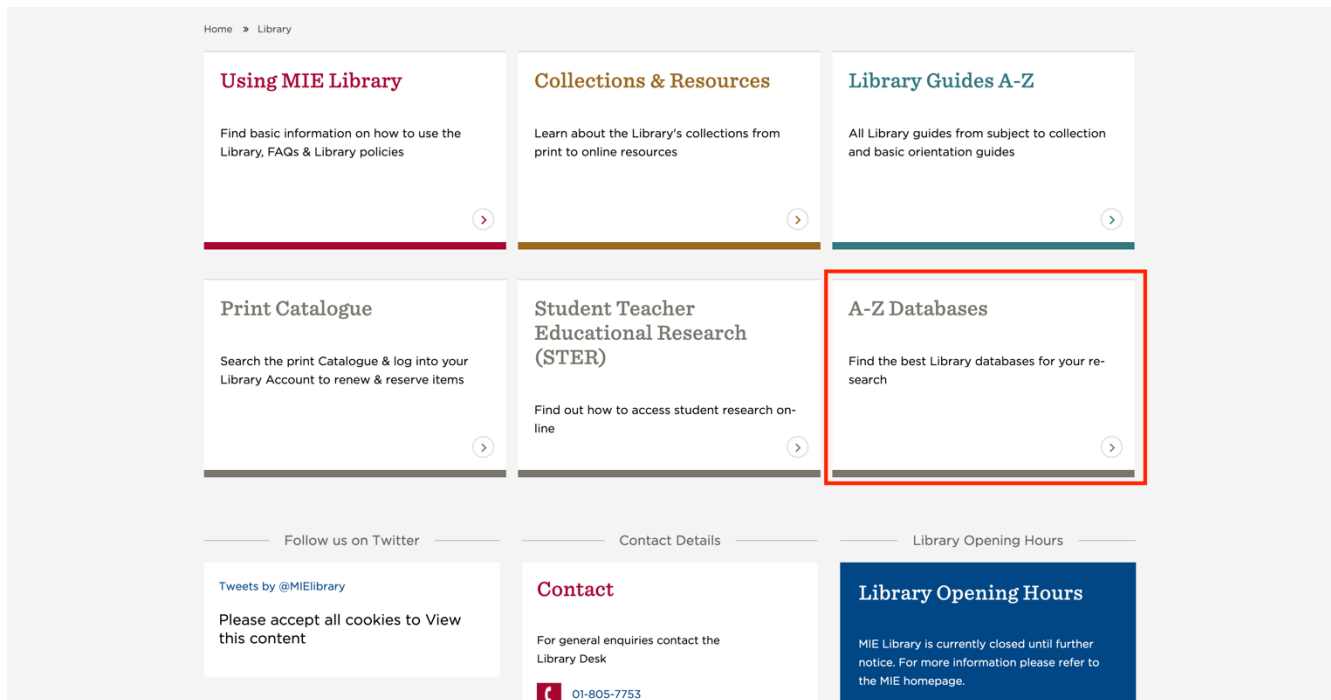 Home » Library
Using MIE Library
Find basic information on how to use the
Library, FAQs & Library policies
Collections & Resources
Learn about the Library's collections from
print to online resources
Library Guides A-Z
All Library guides from subject to collection
and basic orientation guides
Print Catalogue
Search the print Catalogue & log into your
Library Account to renew & reserve items
Student Teacher
Educational Research
(STER)
Find out how to access student research on-
line
A-Z Databases
Find the best Library databases for your re-
search
Follow us on Twitter
Tweets by @MIElibrary
Please accept all cookies to View
this content
Contact Details
Contact
For general enquiries contact the
Library Desk
01-805-7753
Library Opening Hours
Library Opening Hours
MIE Library is currently closed until further
notice. For more information please refer to
the MIE homepage.